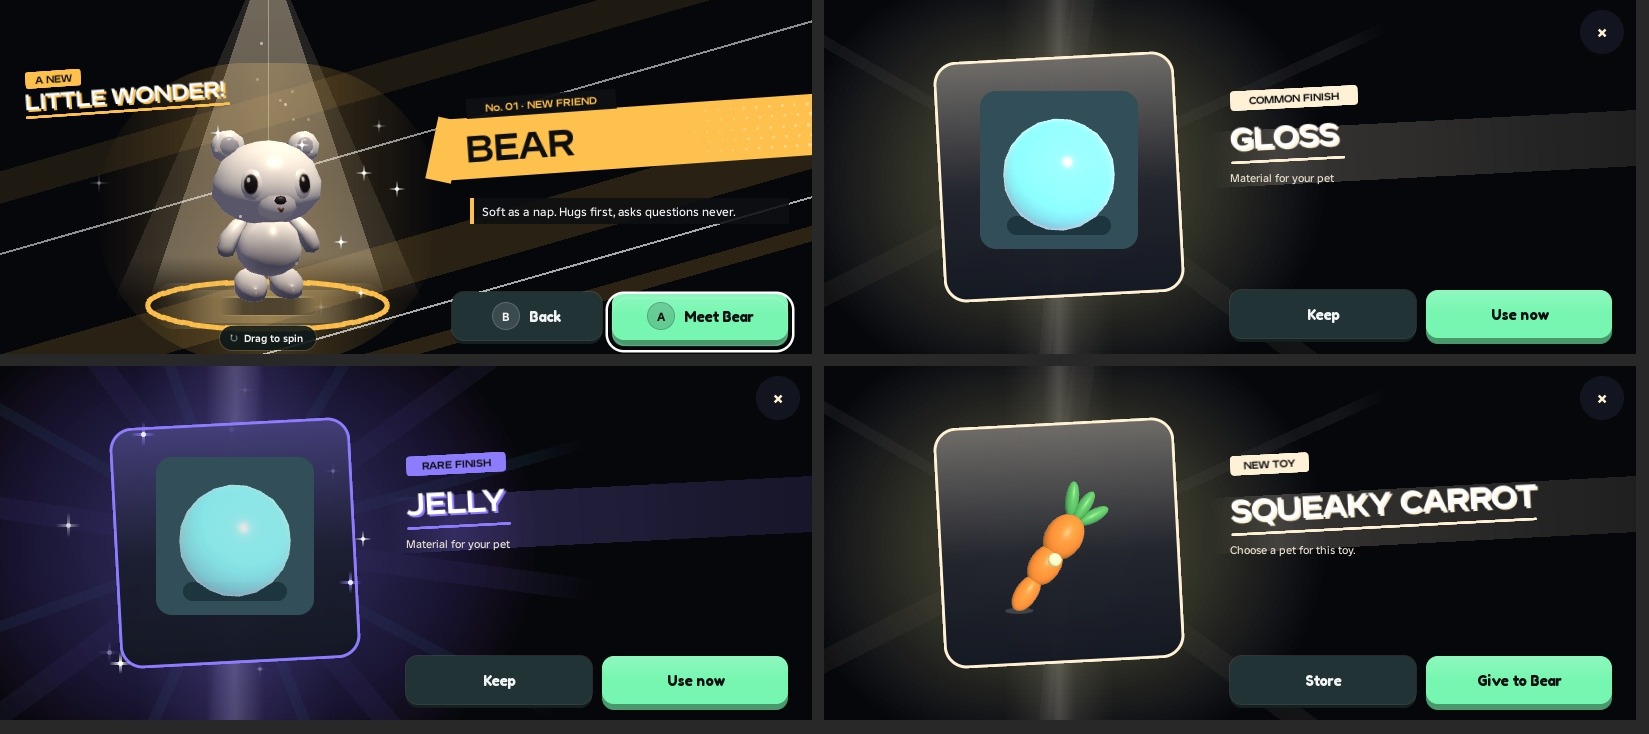 A NEW
LITTLE WONDER!
No. 01 · NEW FRIEND
BEAR
Soft as a nap. Hugs first, asks questions never.
B Back
A Meet Bear
↻ Drag to spin
×
COMMON FINISH
GLOSS
Material for your pet
Keep
Use now
×
RARE FINISH
JELLY
Material for your pet
Keep
Use now
×
NEW TOY
SQUEAKY CARROT
Choose a pet for this toy.
Store
Give to Bear